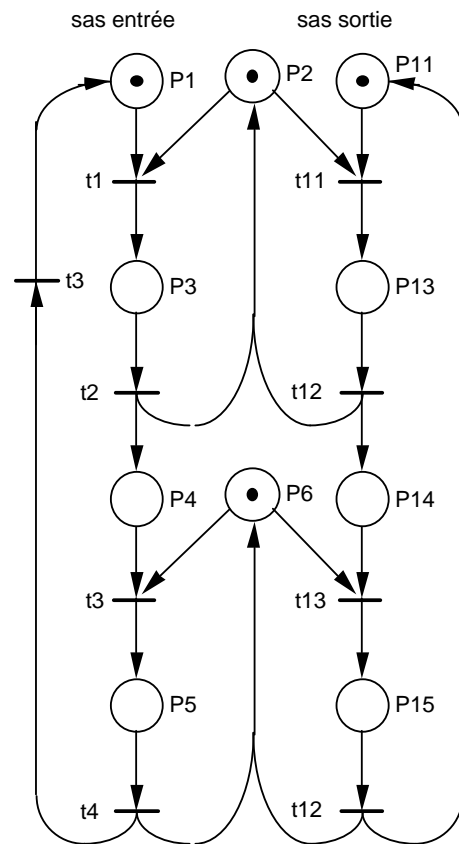 sas entrée
sas sortie
P1
P2
P11
t1
t11
t3
P3
P13
t2
t12
P4
P6
P14
t3
t13
P5
P15
t4
t12